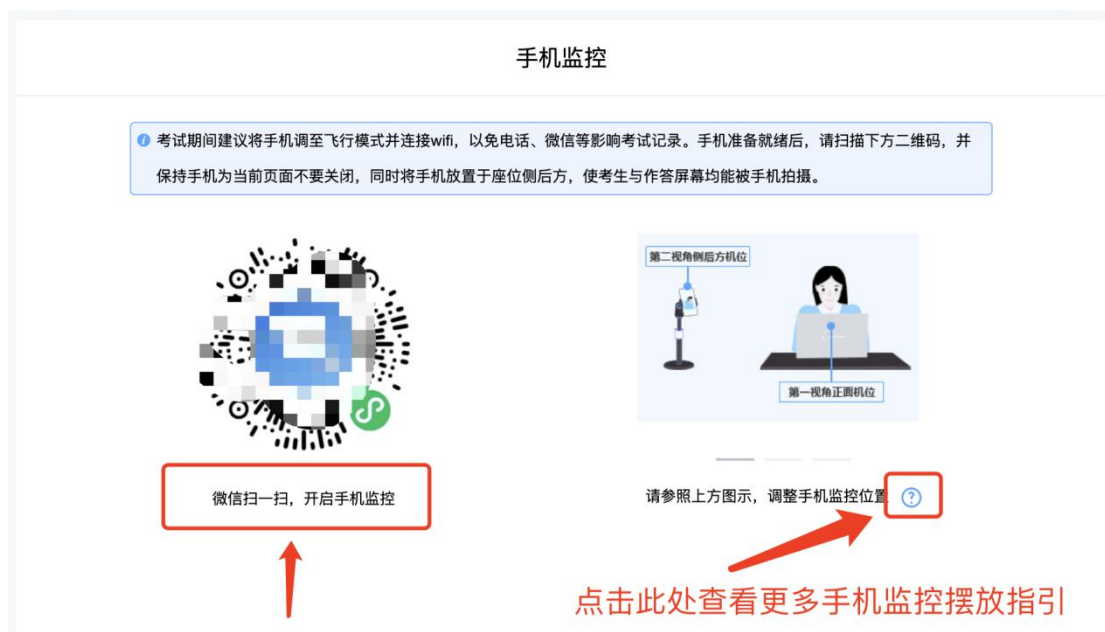 手机监控
考试期间建议将手机调至飞行模式并连接wifi，以免电话、微信等影响考试记录。手机准备就绪后，请扫描下方二维码，并
保持手机为当前页面不要关闭，同时将手机放置于座位侧后方，使考生与作答屏幕均能被手机拍摄。
第二视角侧后方机位
第一视角正面机位
微信扫一扫，开启手机监控
请参照上方图示，调整手机监控位置
点击此处查看更多手机监控摆放指引